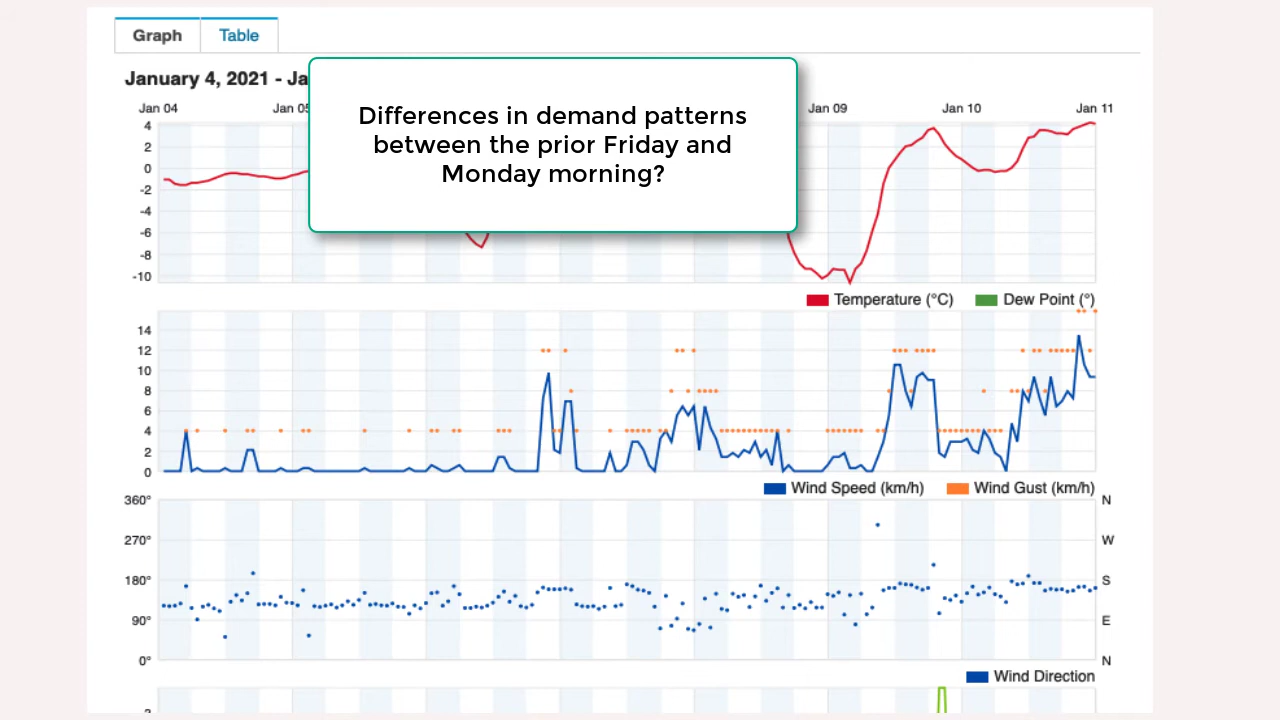 Graph Table
January 4, 2021 - Ja
Differences in demand patterns
between the prior Friday and
Monday morning?
Jan 04 Jan 05 Jan 09 Jan 10 Jan 11
4
2
0
-2
-4
-6
-8
-10
Temperature (°C) Dew Point (°)
14
12
10
8
6
4
2
0
Wind Speed (km/h) Wind Gust (km/h)
360° N
270° W
180° S
90° E
0° N
Wind Direction